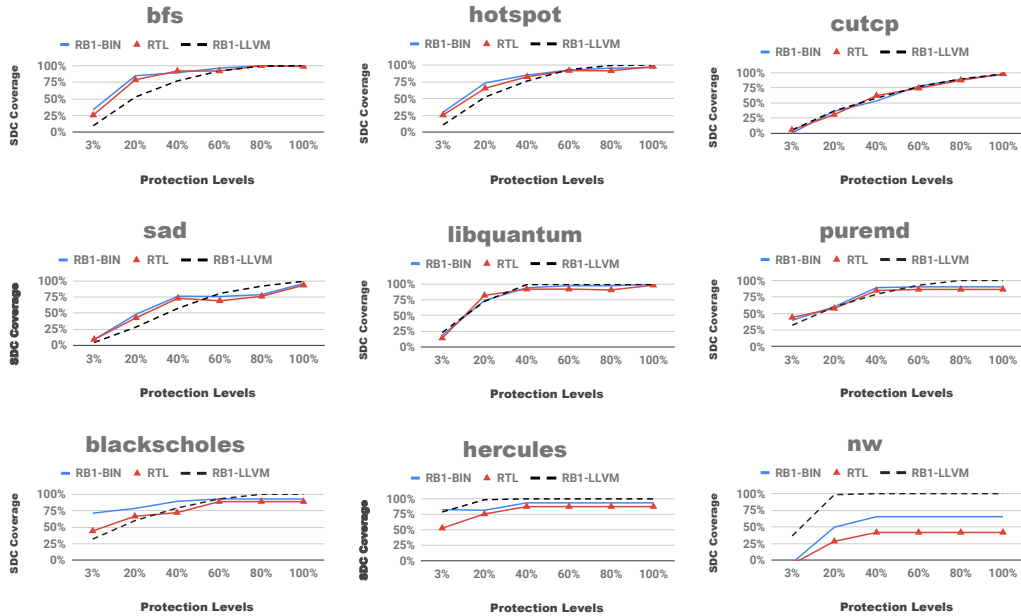 bfs
RB1-BIN RTL RB1-LLVM
SDC Coverage
100%
75%
50%
25%
0%
3% 20% 40% 60% 80% 100%
Protection Levels
hotspot
RB1-BIN RTL RB1-LLVM
SDC Coverage
100%
75%
50%
25%
0%
3% 20% 40% 60% 80% 100%
Protection Levels
cutcp
RB1-BIN RTL RB1-LLVM
SDC Coverage
100%
75%
50%
25%
0%
3% 20% 40% 60% 80% 100%
Protection Levels
sad
RB1-BIN RTL RB1-LLVM
SDC Coverage
100%
75%
50%
25%
0%
3% 20% 40% 60% 80% 100%
Protection Levels
libquantum
RB1-BIN RTL RB1-LLVM
SDC Coverage
100%
75%
50%
25%
0%
3% 20% 40% 60% 80% 100%
Protection Levels
puremd
RB1-BIN RTL RB1-LLVM
SDC Coverage
100%
75%
50%
25%
0%
3% 20% 40% 60% 80% 100%
Protection Levels
blackscholes
RB1-BIN RTL RB1-LLVM
SDC Coverage
100%
75%
50%
25%
0%
3% 20% 40% 60% 80% 100%
Protection Levels
hercules
RB1-BIN RTL RB1-LLVM
SDC Coverage
100%
75%
50%
25%
0%
3% 20% 40% 60% 80% 100%
Protection Levels
nw
RB1-BIN RTL RB1-LLVM
SDC Coverage
100%
75%
50%
25%
0%
3% 20% 40% 60% 80% 100%
Protection Levels